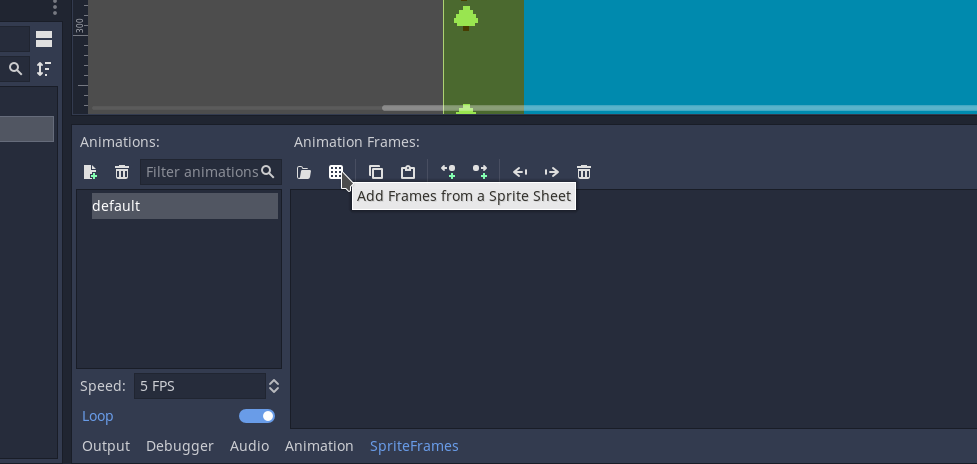 300
Animations:
Animation Frames:
Filter animations
Add Frames from a Sprite Sheet
default
Speed:
5 FPS
Loop
Output
Debugger
Audio
Animation
SpriteFrames